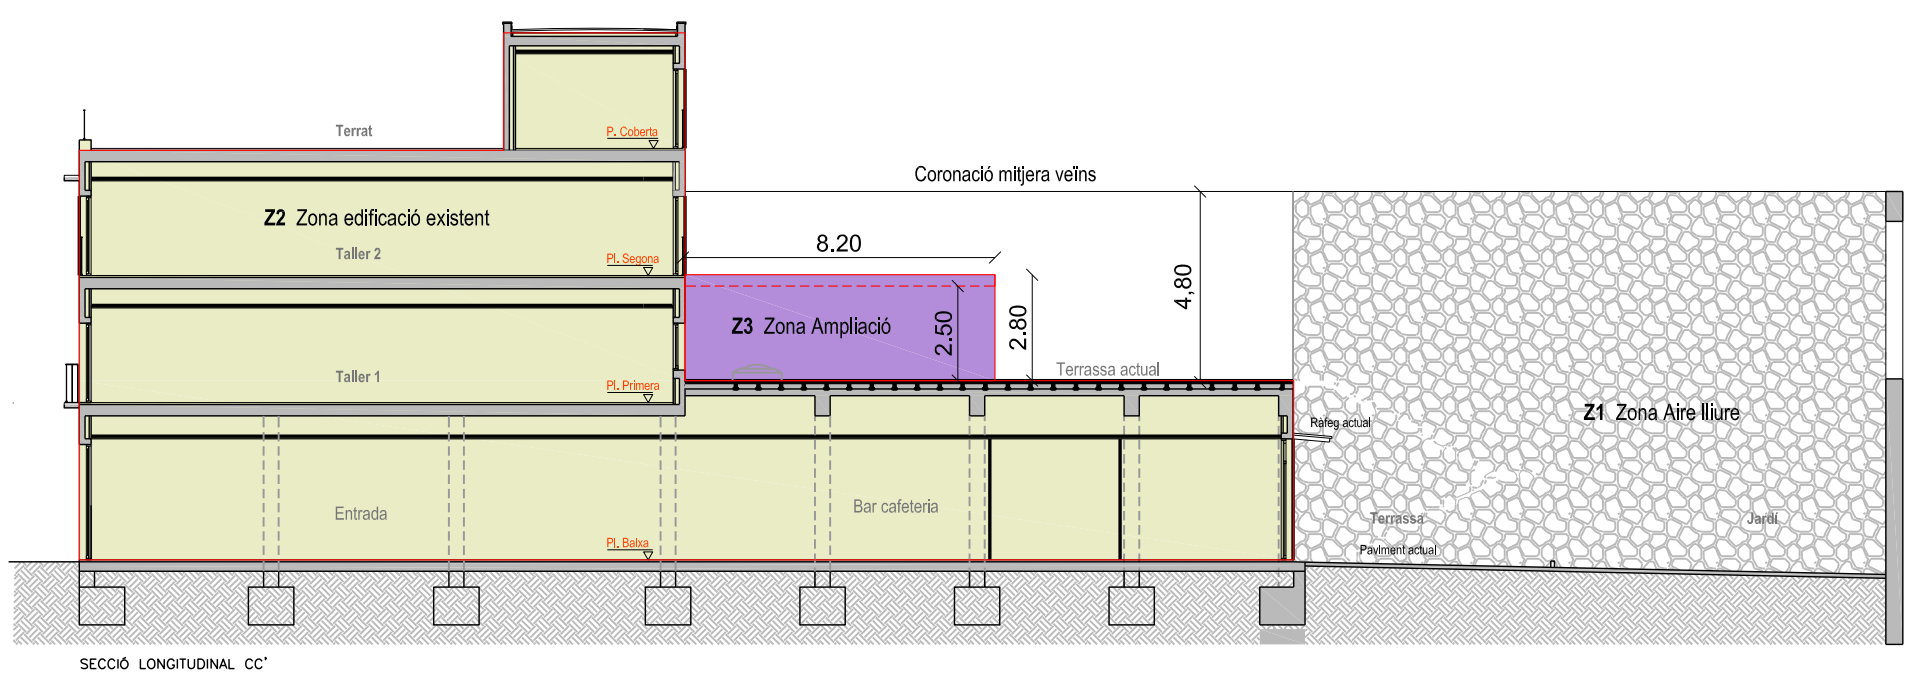 Terrat
P. Coberta
Coronació mitjera veïns
Z2 Zona edificació existent
8.20
Taller 2
Pl. Segona
4,80
Z3 Zona Ampliació
2.50
2.80
Terrassa actual
Taller 1
Pl. Primera
Z1 Zona Aire lliure
Ràfeg actual
Entrada
Bar cafeteria
Terrassa
Jardí
Pl. Baixa
Paviment actual
SECCIÓ LONGITUDINAL CC'